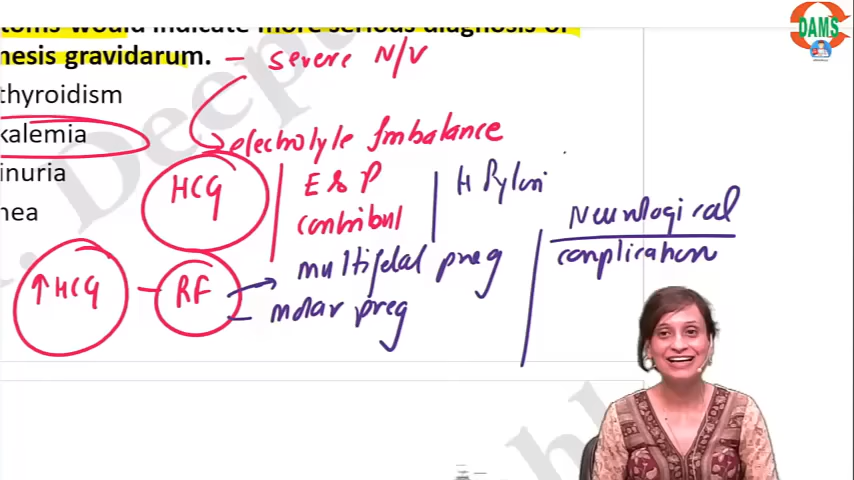 toms would indicate more serious diagnosis of
nesis gravidarum. - severe N/V
thyroidism
kalemia
inuria
nea
electrolyte Imbalance
HCG
E & P
contribut
H Pylori
↑HCG - RF
multifetal preg
molar preg
Neurological
complication
DAMS